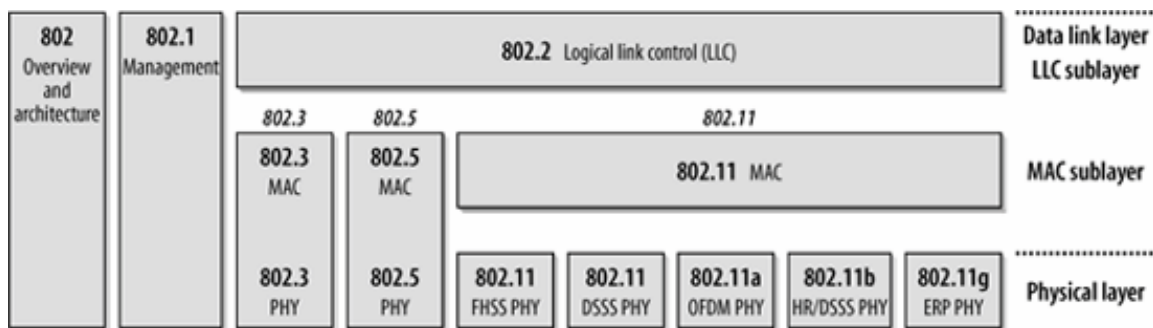 802
Overview
and
architecture
802.1
Management
802.2 Logical link control (LLC)
Data link layer
LLC sublayer
802.3
802.5
802.11
802.3
MAC
802.5
MAC
802.11 MAC
MAC sublayer
802.3
PHY
802.5
PHY
802.11
FHSS PHY
802.11
DSSS PHY
802.11a
OFDM PHY
802.11b
HR/DSSS PHY
802.11g
ERP PHY
Physical layer